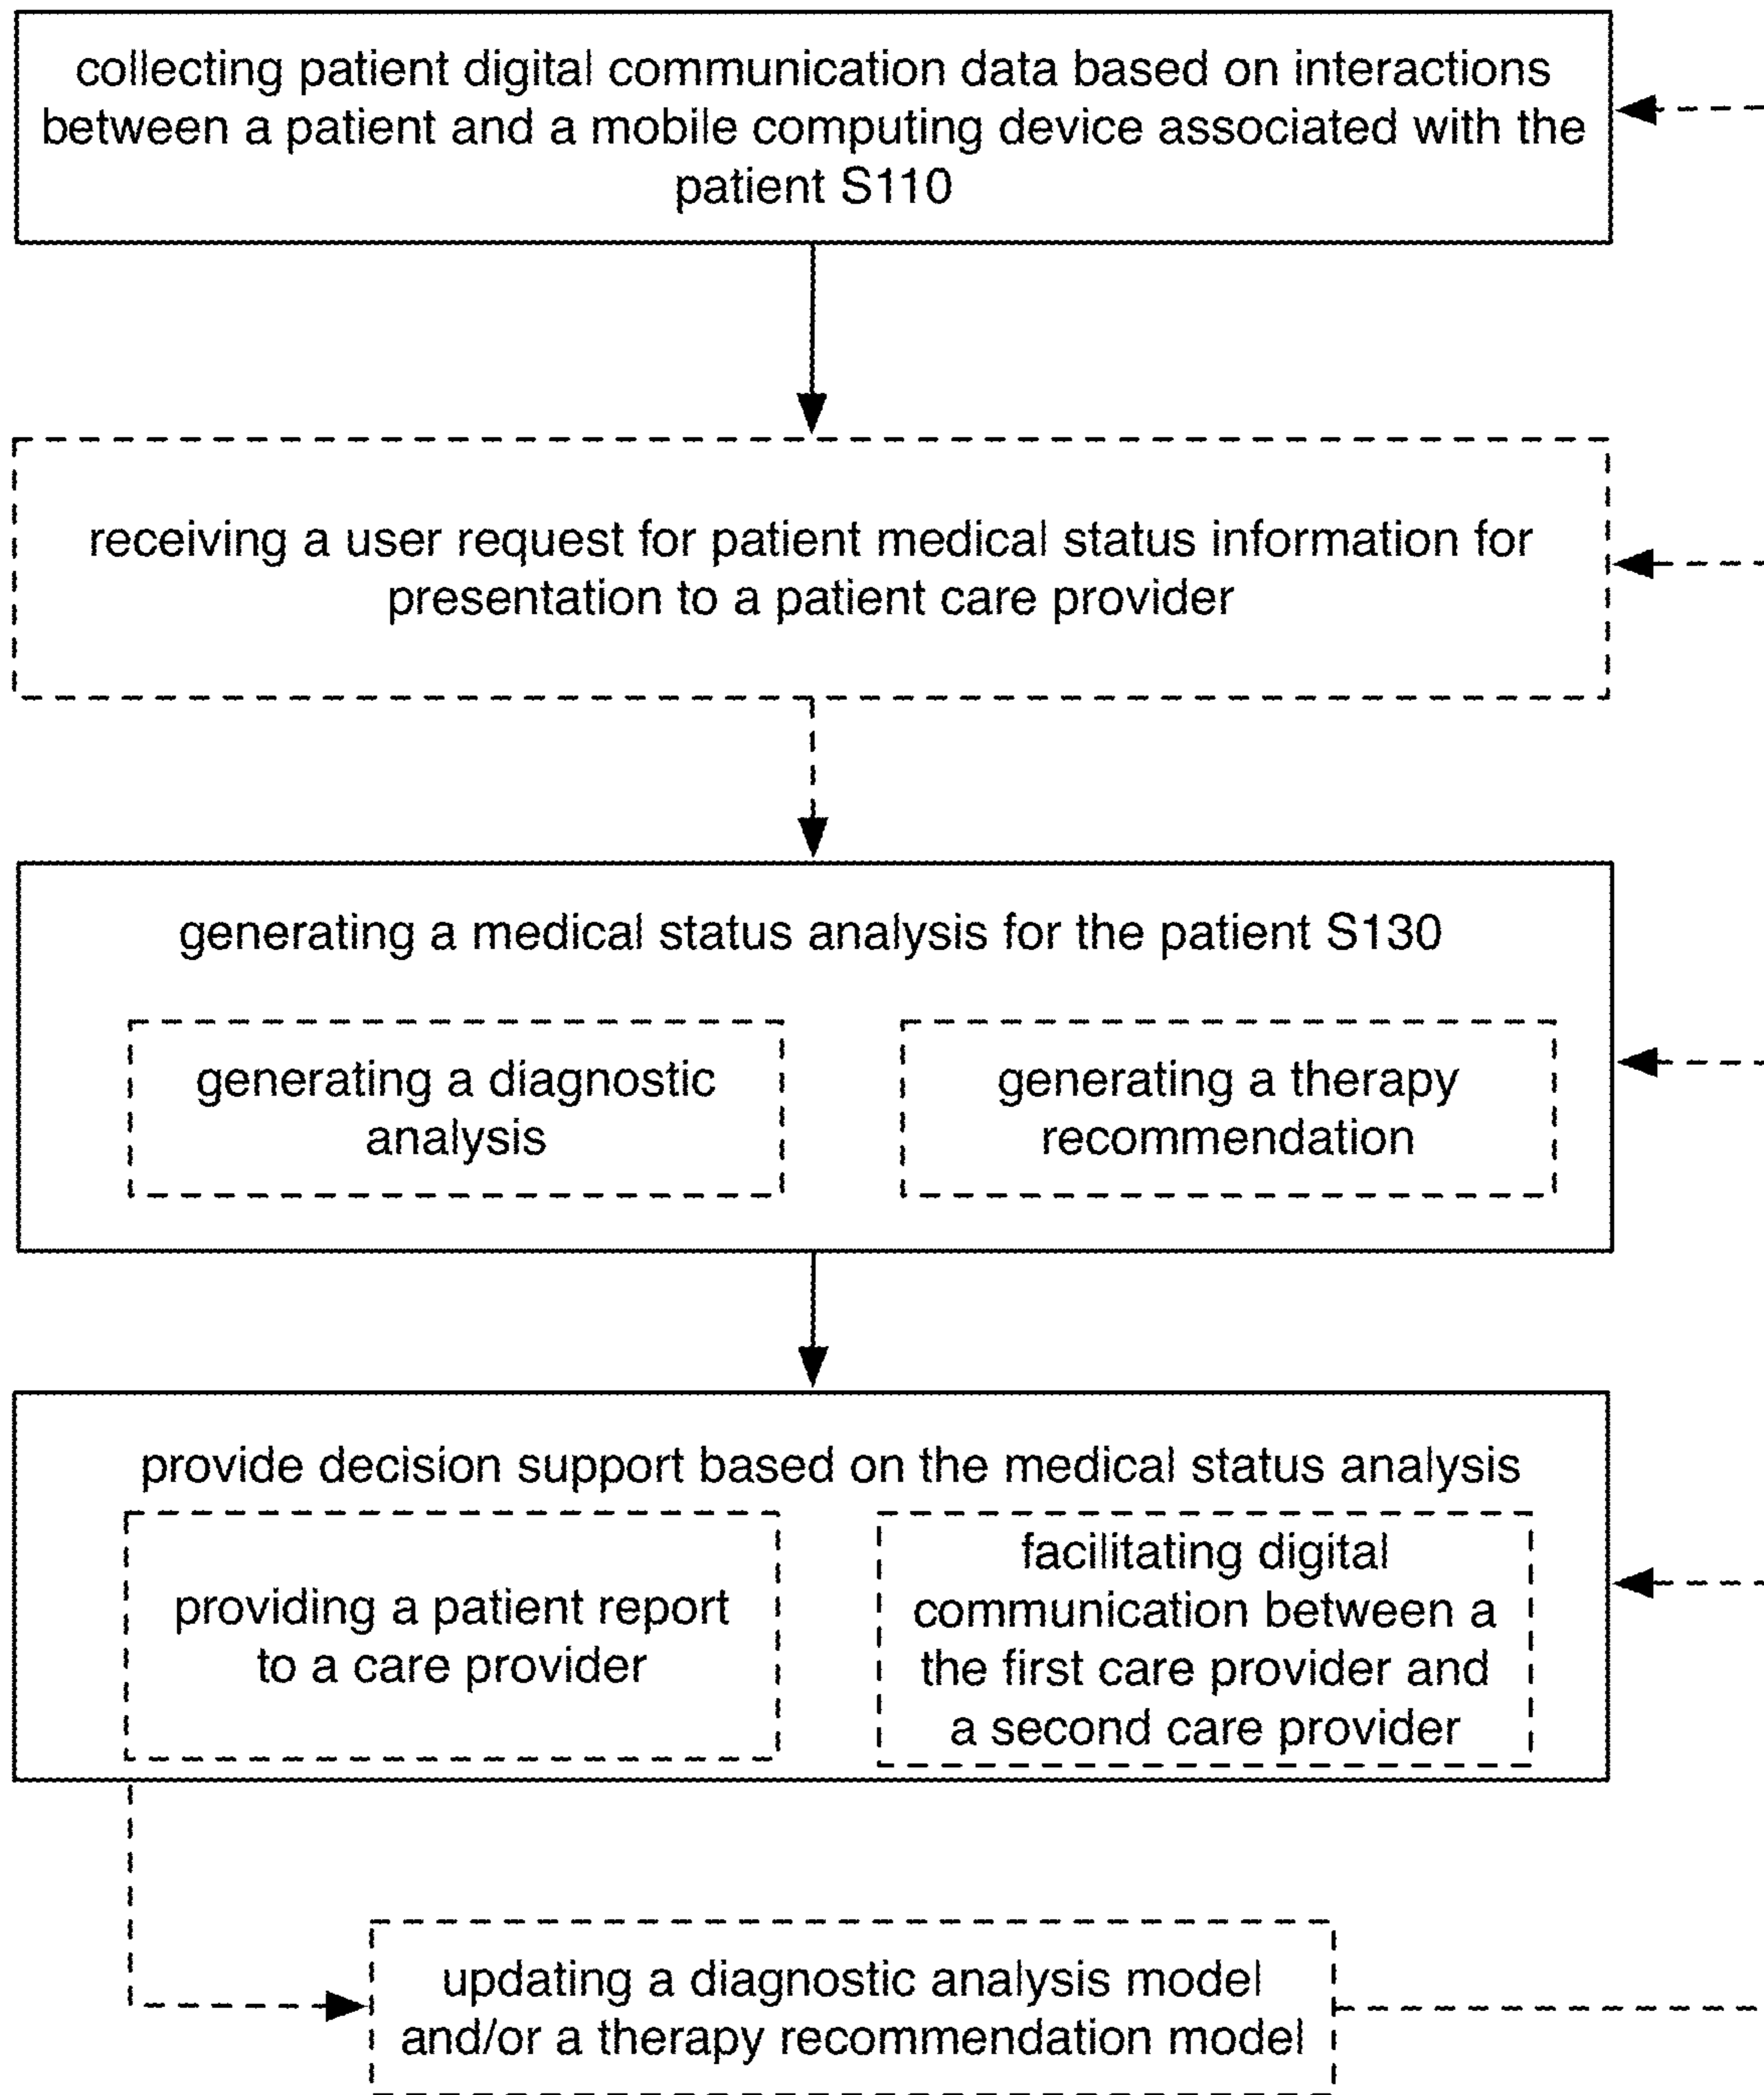 collecting patient digital communication data based on interactions
between a patient and a mobile computing device associated with the
patient S110
receiving a user request for patient medical status information for
presentation to a patient care provider
generating a medical status analysis for the patient S130
generating a diagnostic
analysis
generating a therapy
recommendation
provide decision support based on the medical status analysis
providing a patient report
to a care provider
facilitating digital
communication between a
the first care provider and
a second care provider
updating a diagnostic analysis model
and/or a therapy recommendation model